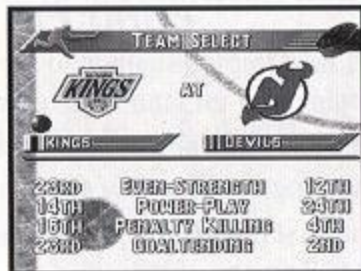 TEAM SELECT
KINGS
AT
KINGS DEVILS
23RD EVEN-STRENGTH 12TH
14TH POWER-PLAY 24TH
16TH PENALTY KILLING 4TH
23RD GOALTENDING 2ND